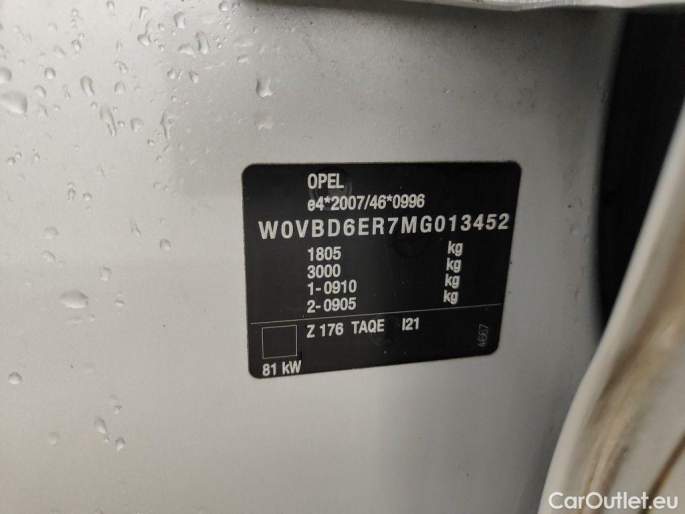 OPEL
e4*2007/46*0996
W0VBD6ER7MG013452
1805 kg
3000 kg
1-0910 kg
2-0905 kg
Z 176 TAQE I21
4667
81 kW
CarOutlet.eu